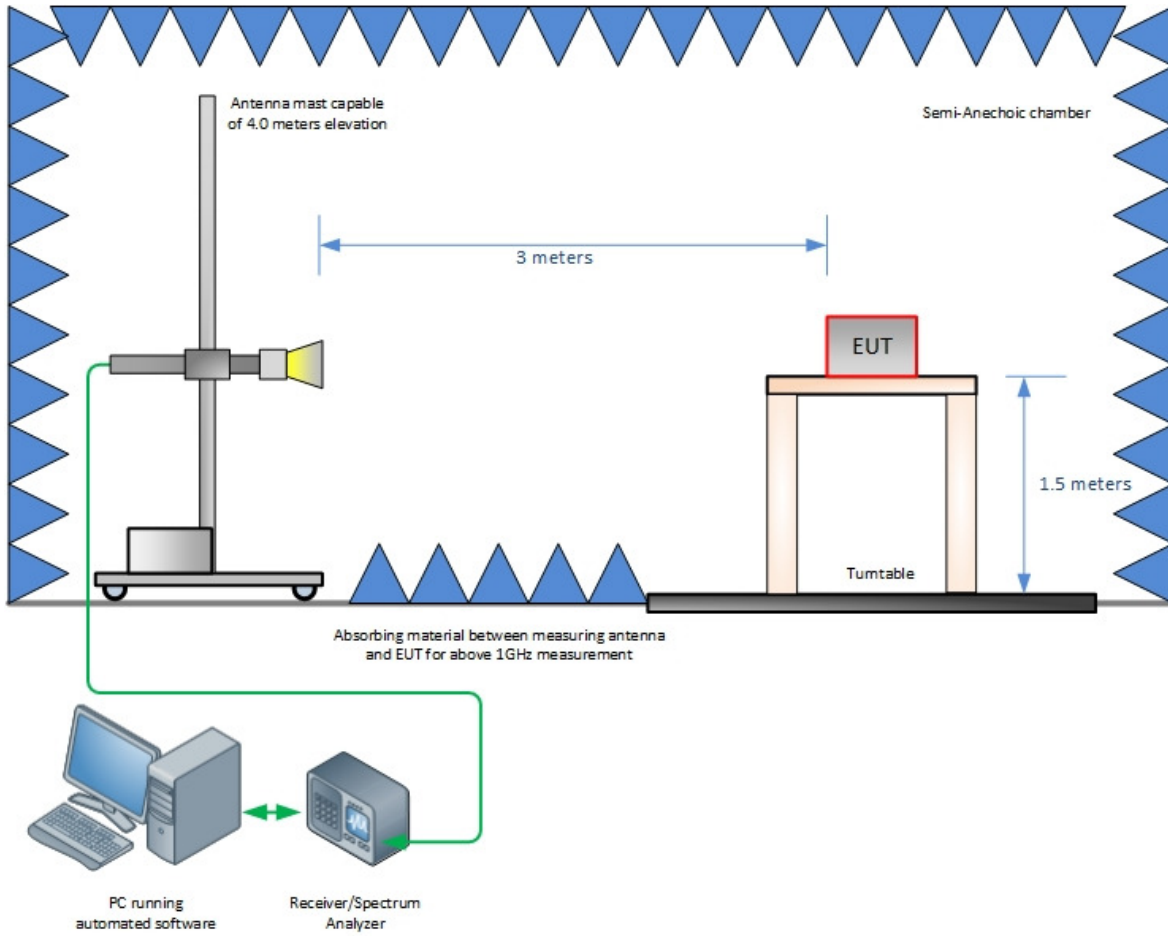 Antenna mast capable
of 4.0 meters elevation
Semi-Anechoic chamber
3 meters
EUT
1.5 meters
Turntable
Absorbing material between measuring antenna
and EUT for above 1GHz measurement
PC running
automated software
Receiver/Spectrum
Analyzer